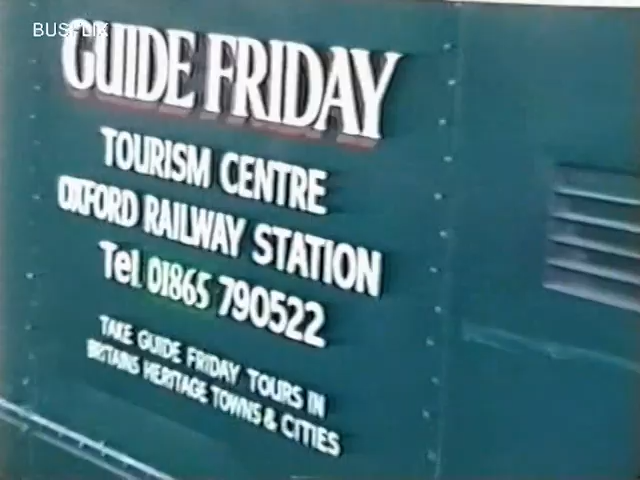 BUSFLIX
GUIDE FRIDAY
TOURISM CENTRE
OXFORD RAILWAY STATION
Tel. 01865 790522
TAKE GUIDE FRIDAY TOURS IN
BRITAINS HERITAGE TOWNS & CITIES